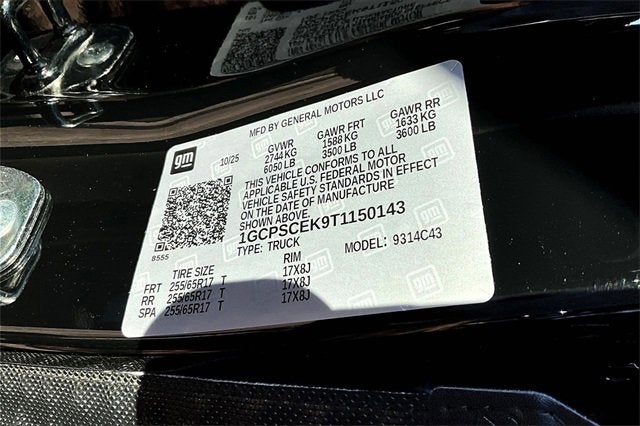 MFD BY GENERAL MOTORS LLC
gm 10/25 GVWR GAWR FRT GAWR RR
2744 KG 1588 KG 1633 KG
6050 LB 3500 LB 3600 LB
THIS VEHICLE CONFORMS TO ALL
APPLICABLE U.S. FEDERAL MOTOR
VEHICLE SAFETY STANDARDS IN EFFECT
ON THE DATE OF MANUFACTURE
SHOWN ABOVE.
1GCPSCEK9T1150143
8555 TYPE: TRUCK MODEL: 9314C43
TIRE SIZE RIM
FRT 255/65R17 T 17X8J
RR 255/65R17 T 17X8J
SPA 255/65R17 T 17X8J